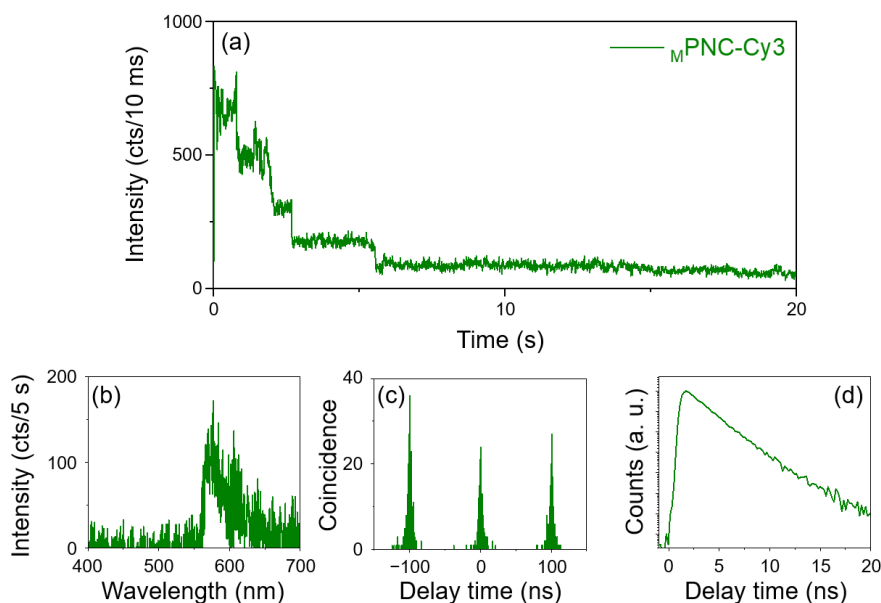 (a)
MPNC-Cy3
1000
500
0
0
10
20
Intensity (cts/10 ms)
Time (s)
(b)
200
100
0
400
500
600
700
Intensity (cts/5 s)
Wavelength (nm)
(c)
40
20
0
−100
0
100
Coincidence
Delay time (ns)
(d)
0
5
10
15
20
Counts (a. u.)
Delay time (ns)